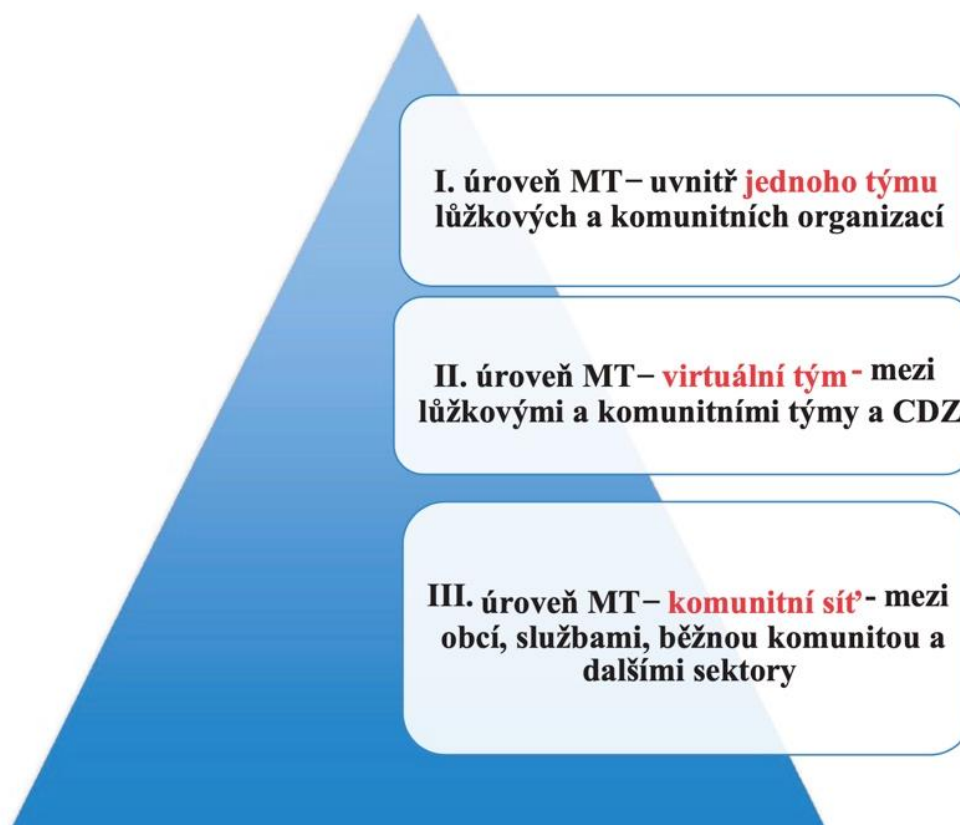 I. úroveň MT – uvnitř jednoho týmu
lůžkových a komunitních organizací
II. úroveň MT – virtuální tým - mezi
lůžkovými a komunitními týmy a CDZ
III. úroveň MT – komunitní síť - mezi
obcí, službami, běžnou komunitou a
dalšími sektory